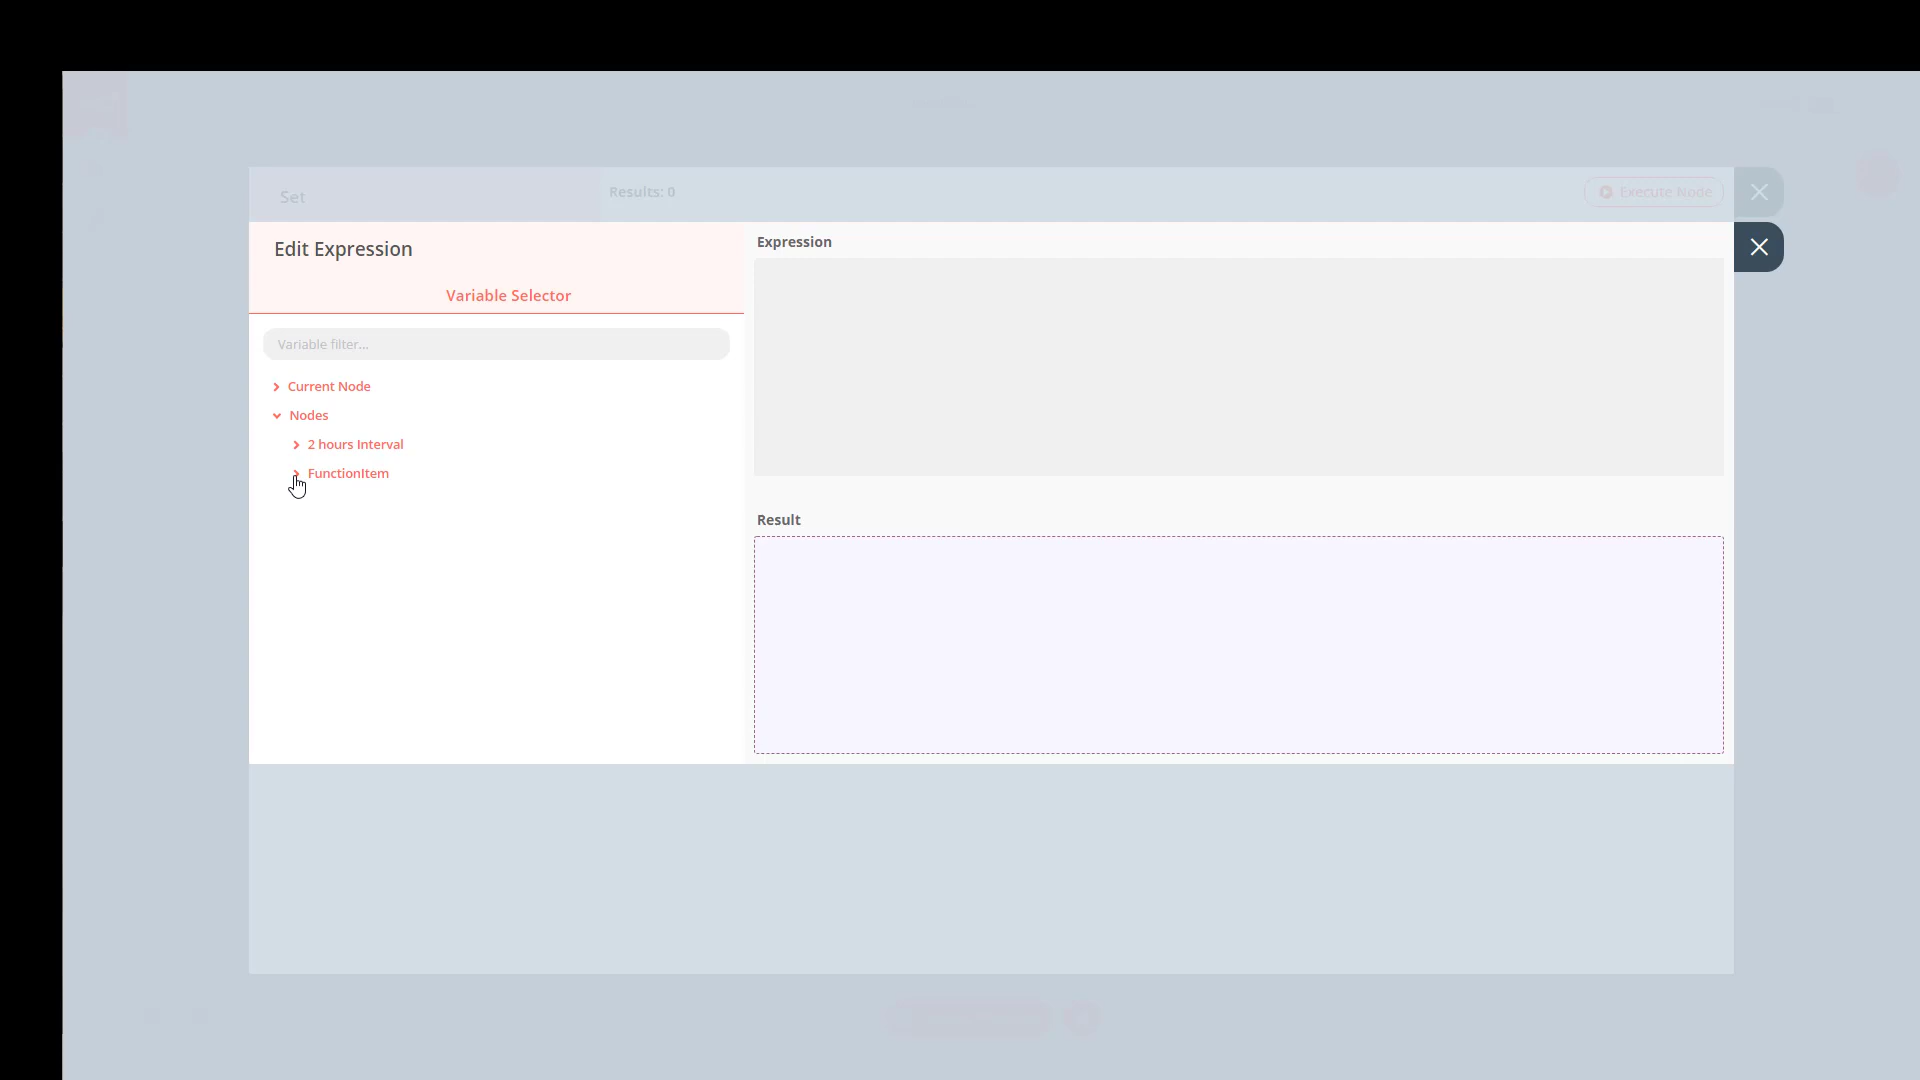 Set
Results: 0
Execute Node
Edit Expression
Variable Selector
Variable filter...
Current Node
Nodes
2 hours Interval
FunctionItem
Expression
Result